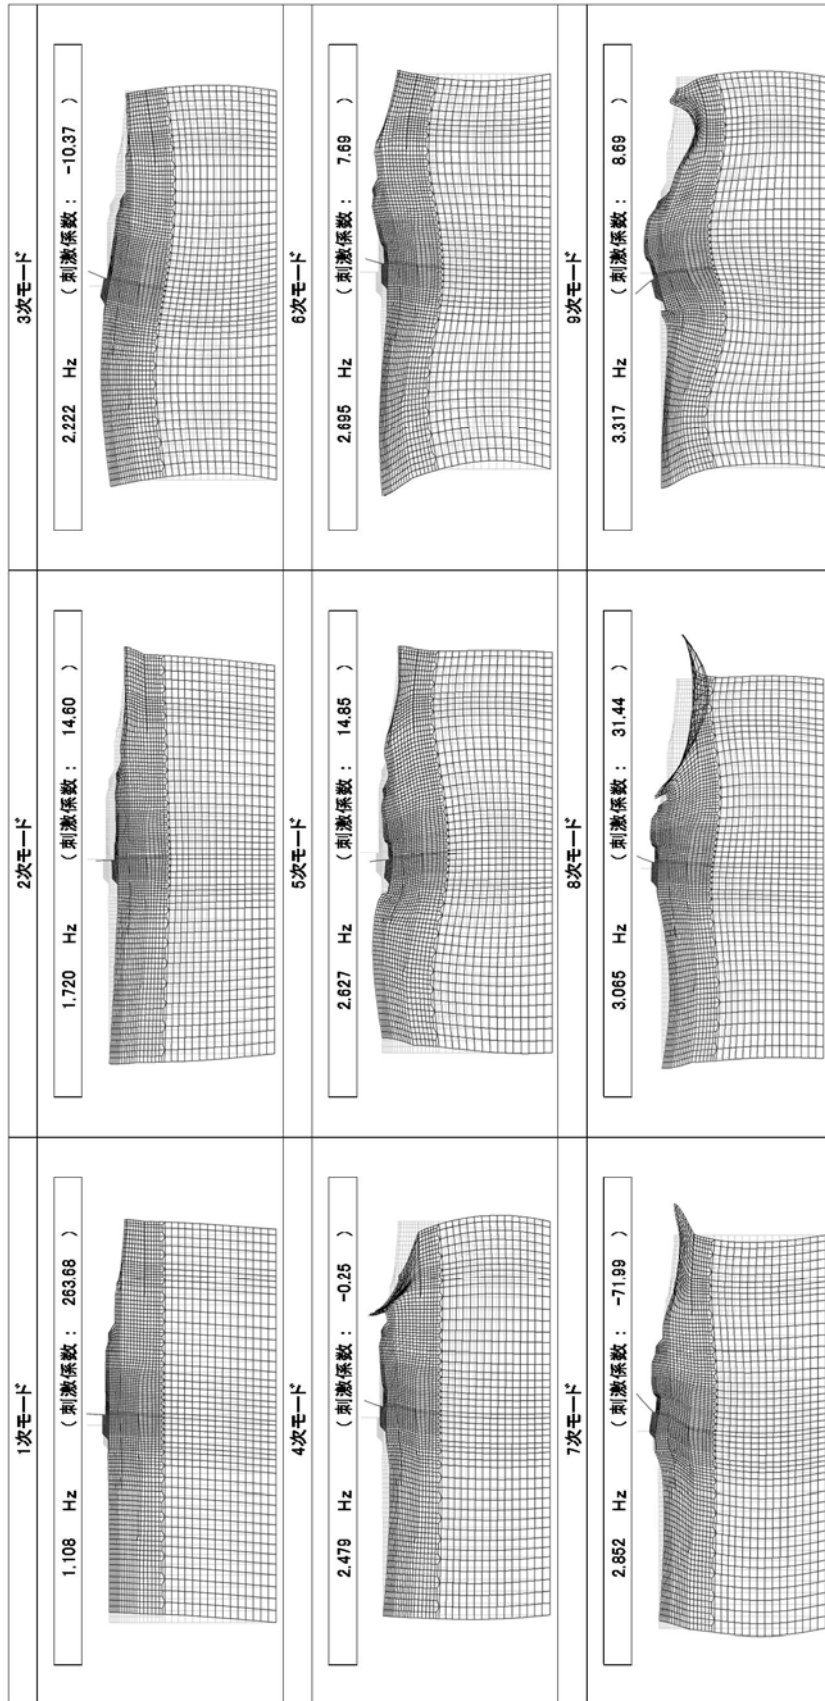 1次モード
1.108 Hz (刺激係数: 263.68 )
2次モード
1.720 Hz (刺激係数: 14.60 )
3次モード
2.222 Hz (刺激係数: -10.37 )
4次モード
2.479 Hz (刺激係数: -0.25 )
5次モード
2.627 Hz (刺激係数: 14.85 )
6次モード
2.695 Hz (刺激係数: 7.69 )
7次モード
2.852 Hz (刺激係数: -71.99 )
8次モード
3.065 Hz (刺激係数: 31.44 )
9次モード
3.317 Hz (刺激係数: 8.69 )